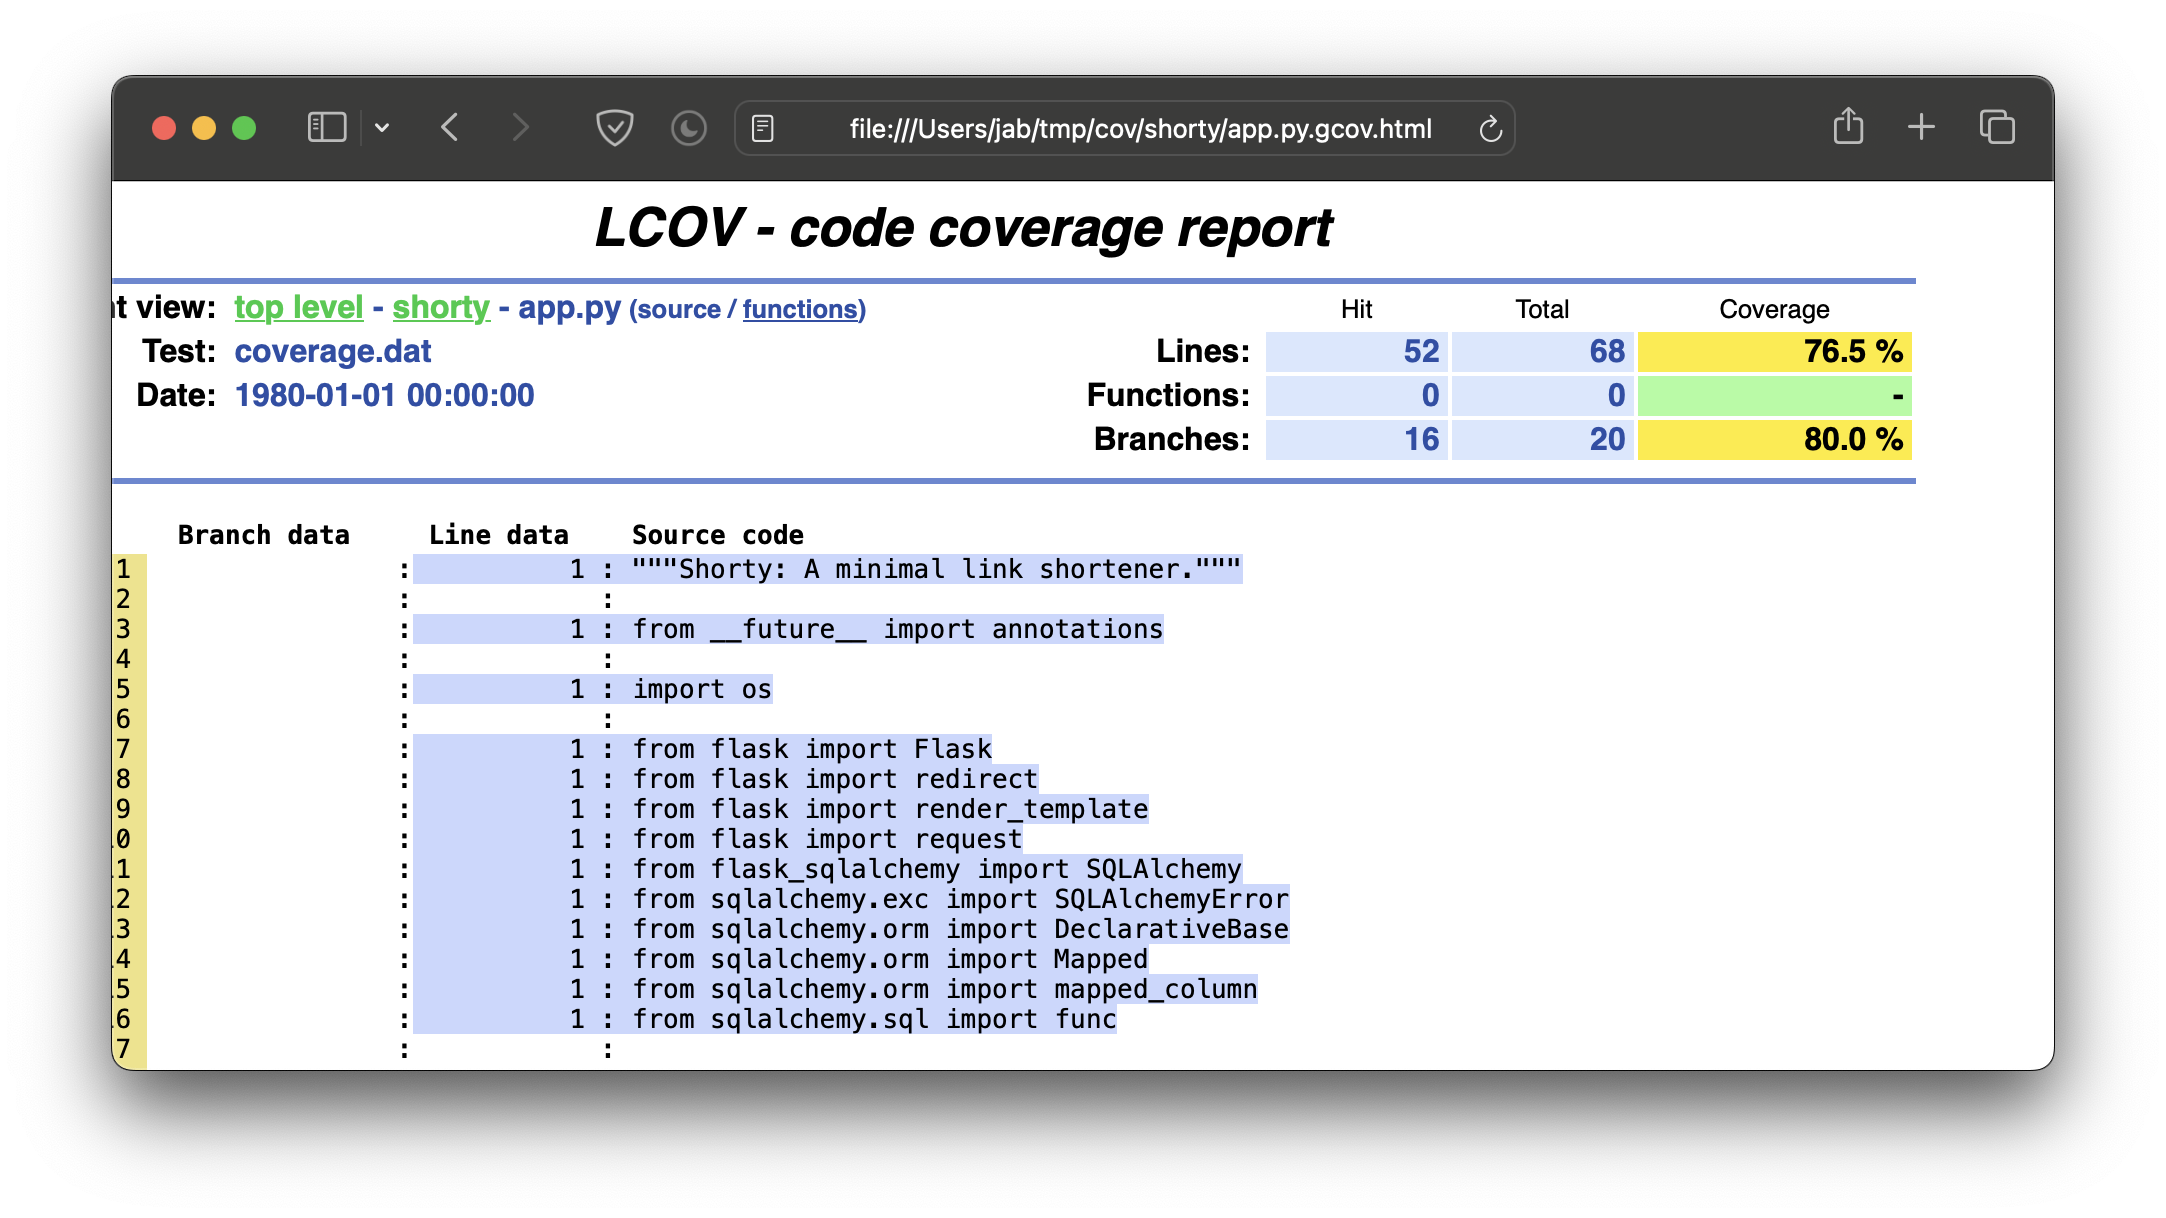 file:///Users/jab/tmp/cov/shorty/app.py.gcov.html
LCOV - code coverage report
t view: top level - shorty - app.py (source / functions)
Test: coverage.dat
Date: 1980-01-01 00:00:00
Hit Total Coverage
Lines: 52 68 76.5 %
Functions: 0 0 -
Branches: 16 20 80.0 %
Branch data Line data Source code
1 : 1 : """Shorty: A minimal link shortener."""
2 : :
3 : 1 : from __future__ import annotations
4 : :
5 : 1 : import os
6 : :
7 : 1 : from flask import Flask
8 : 1 : from flask import redirect
9 : 1 : from flask import render_template
0 : 1 : from flask import request
1 : 1 : from flask_sqlalchemy import SQLAlchemy
2 : 1 : from sqlalchemy.exc import SQLAlchemyError
3 : 1 : from sqlalchemy.orm import DeclarativeBase
4 : 1 : from sqlalchemy.orm import Mapped
5 : 1 : from sqlalchemy.orm import mapped_column
6 : 1 : from sqlalchemy.sql import func
7 : :